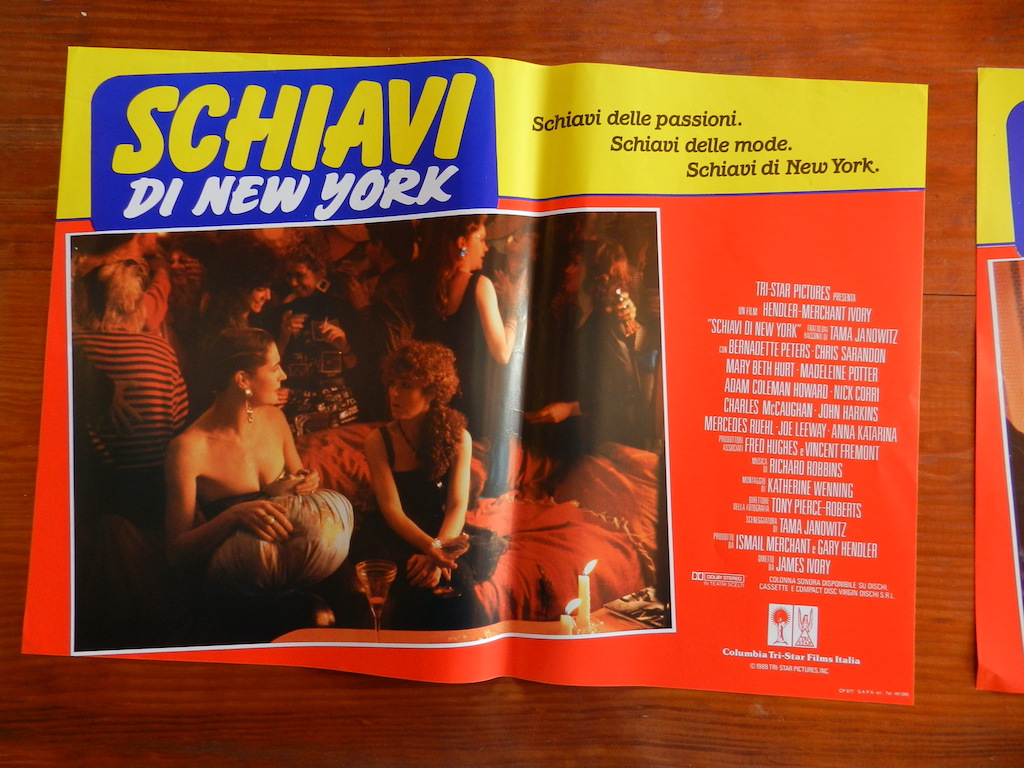 SCHIAVI
DI NEW YORK
Schiavi delle passioni.
Schiavi delle mode.
Schiavi di New York.
TRI-STAR PICTURES PRESENTA
UN FILM HENDLER-MERCHANT IVORY
"SCHIAVI DI NEW YORK" TRATTO DAI RACCONTI DI TAMA JANOWITZ
CON BERNADETTE PETERS · CHRIS SARANDON
MARY BETH HURT · MADELEINE POTTER
ADAM COLEMAN HOWARD · NICK CORRI
CHARLES McCAUGHAN · JOHN HARKINS
MERCEDES RUEHL · JOE LEEWAY · ANNA KATARINA
PRODUTTORI ASSOCIATI FRED HUGHES E VINCENT FREMONT
MUSICA DI RICHARD ROBBINS
MONTAGGIO DI KATHERINE WENNING
DIRETTORE DELLA FOTOGRAFIA TONY PIERCE-ROBERTS
SCENEGGIATURA DI TAMA JANOWITZ
PRODOTTO DA ISMAIL MERCHANT E GARY HENDLER
DIRETTO DA JAMES IVORY
DOLBY STEREO
IN TEATRI SCELTI
COLONNA SONORA DISPONIBILE SU DISCHI,
CASSETTE E COMPACT DISC VIRGIN DISCHI S.R.L.
Columbia Tri-Star Films Italia
© 1989 TRI-STAR PICTURES, INC.